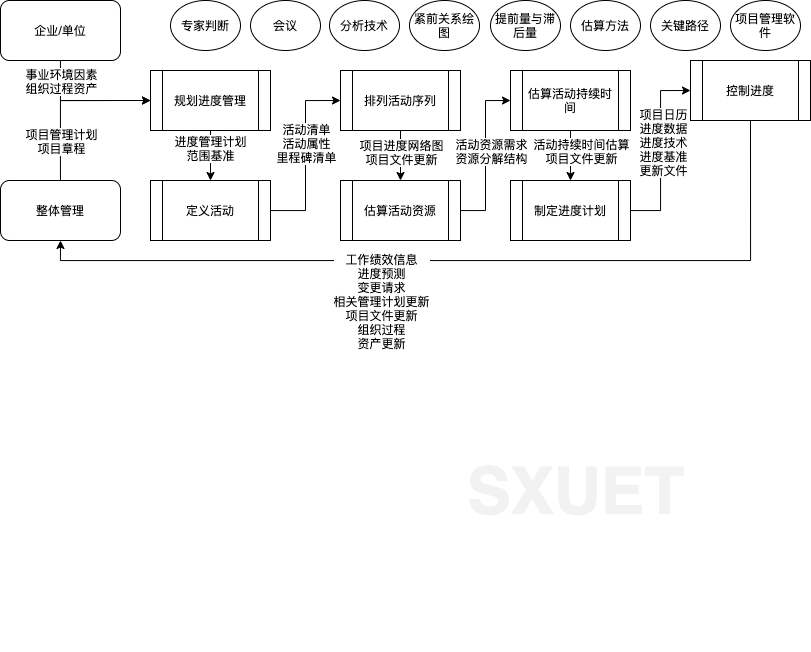 企业/单位
专家判断
会议
分析技术
紧前关系绘
图
提前量与滞
后量
估算方法
关键路径
项目管理软
件
事业环境因素
组织过程资产
规划进度管理
排列活动序列
估算活动持续时
间
控制进度
项目管理计划
项目章程
进度管理计划
范围基准
活动清单
活动属性
里程碑清单
项目进度网络图
项目文件更新
活动资源需求
资源分解结构
活动持续时间估算
项目文件更新
项目日历
进度数据
进度技术
进度基准
更新文件
整体管理
定义活动
估算活动资源
制定进度计划
工作绩效信息
进度预测
变更请求
相关管理计划更新
项目文件更新
组织过程
资产更新
SXUET